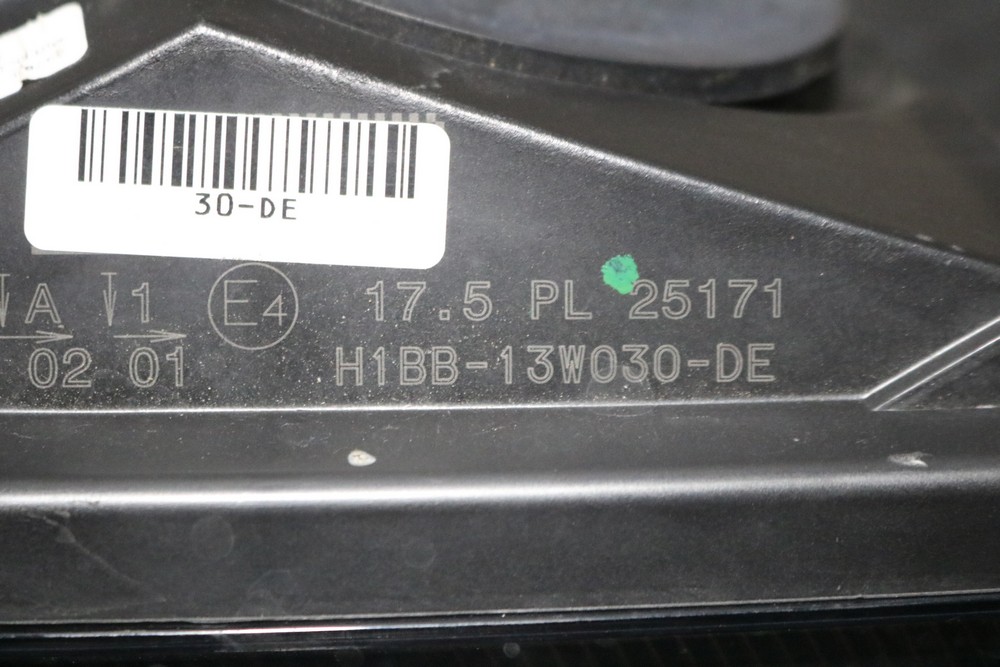 30-DE
A 1 E4 17.5 PL 25171
02 01 H1BB-13W030-DE